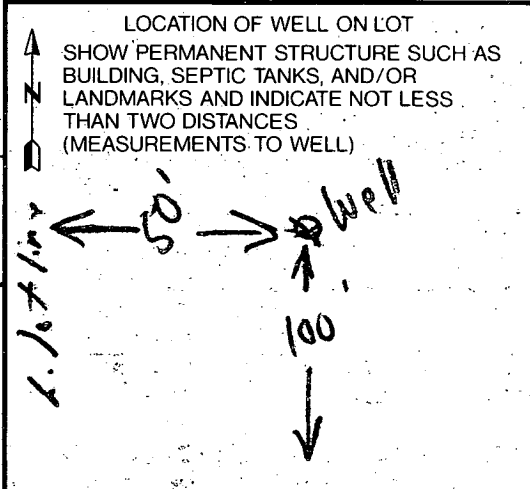 LOCATION OF WELL ON LOT
SHOW PERMANENT STRUCTURE SUCH AS
BUILDING, SEPTIC TANKS, AND/OR
LANDMARKS AND INDICATE NOT LESS
THAN TWO DISTANCES
(MEASUREMENTS TO WELL)
N
50'
Well
lot line
100'